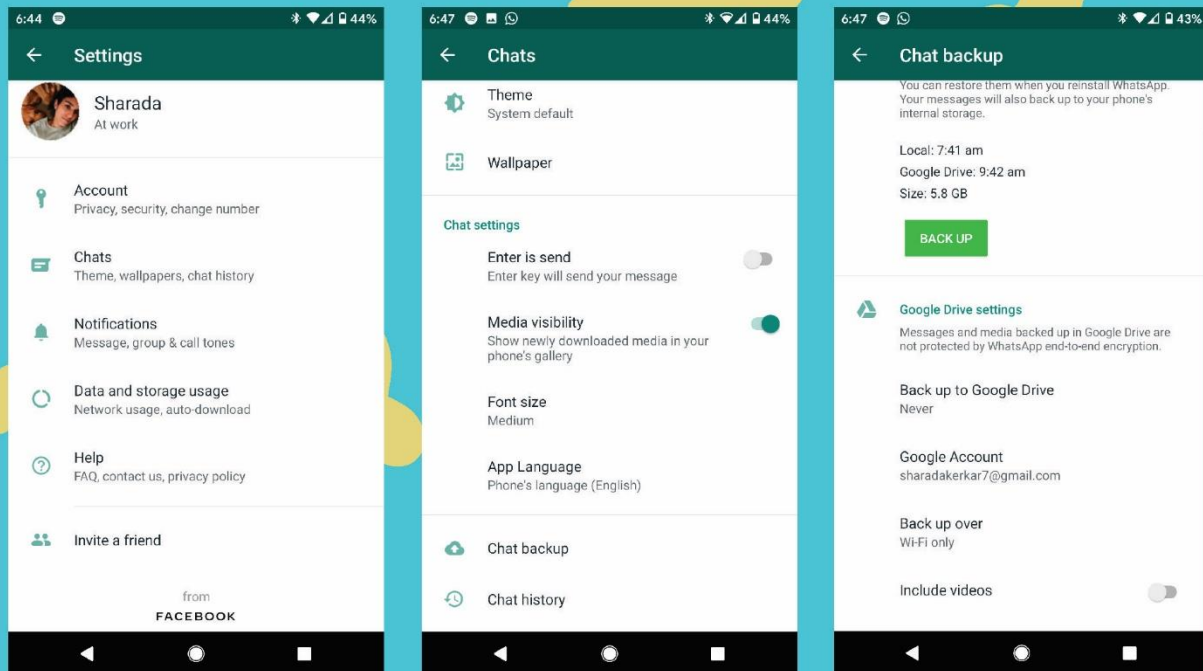 6:44
44%
Settings
Sharada
At work
Account
Privacy, security, change number
Chats
Theme, wallpapers, chat history
Notifications
Message, group & call tones
Data and storage usage
Network usage, auto-download
Help
FAQ, contact us, privacy policy
Invite a friend
from
FACEBOOK
6:47
44%
Chats
Theme
System default
Wallpaper
Chat settings
Enter is send
Enter key will send your message
Media visibility
Show newly downloaded media in your
phone's gallery
Font size
Medium
App Language
Phone's language (English)
Chat backup
Chat history
6:47
43%
Chat backup
You can restore them when you reinstall WhatsApp.
Your messages will also back up to your phone's
internal storage.
Local: 7:41 am
Google Drive: 9:42 am
Size: 5.8 GB
BACK UP
Google Drive settings
Messages and media backed up in Google Drive are
not protected by WhatsApp end-to-end encryption.
Back up to Google Drive
Never
Google Account
sharadakerkar7@gmail.com
Back up over
Wi-Fi only
Include videos